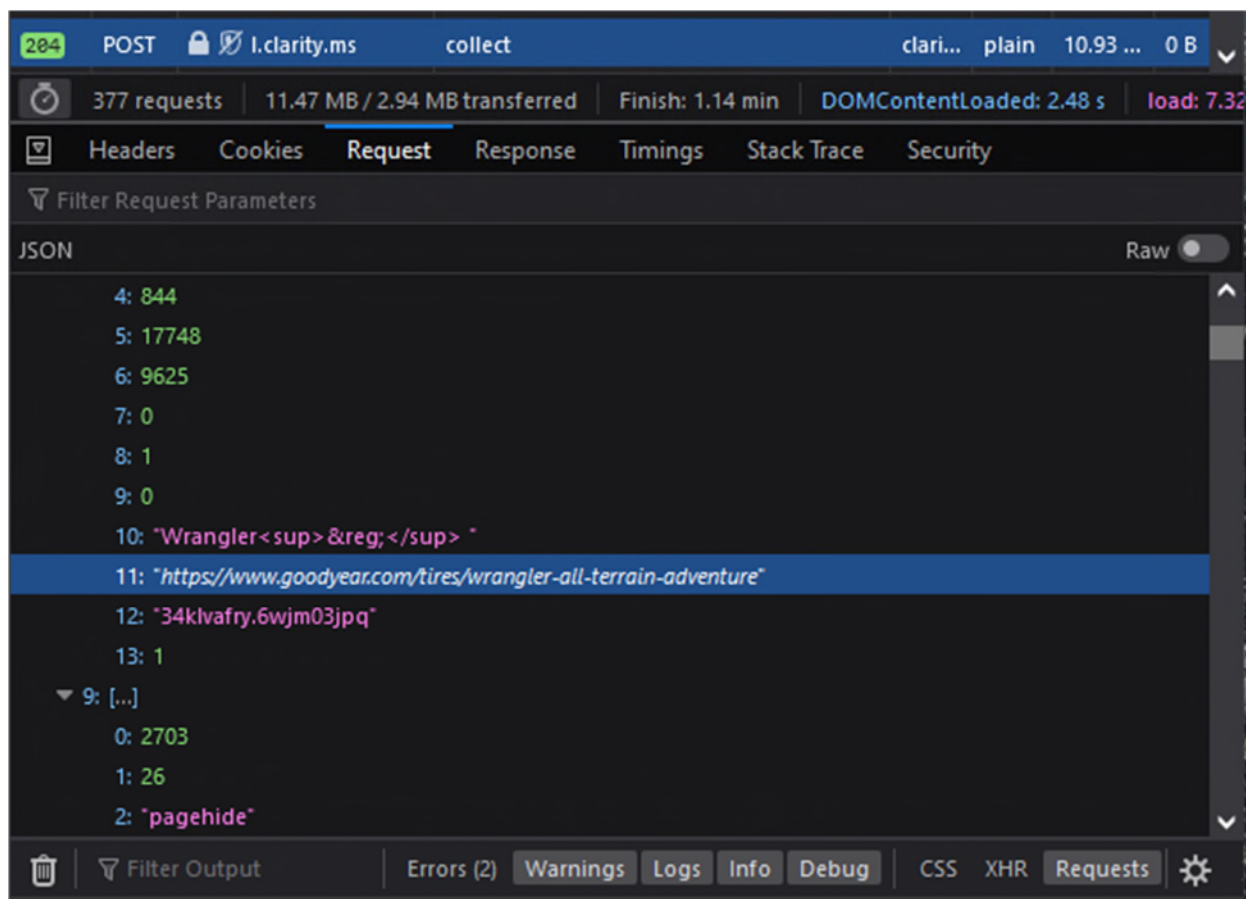 204 POST l.clarity.ms collect clari... plain 10.93 ... 0 B
377 requests 11.47 MB / 2.94 MB transferred Finish: 1.14 min DOMContentLoaded: 2.48 s load: 7.32
Headers Cookies Request Response Timings Stack Trace Security
Filter Request Parameters
JSON Raw
4: 844
5: 17748
6: 9625
7: 0
8: 1
9: 0
10: "Wrangler<sup>&reg;</sup> "
11: "https://www.goodyear.com/tires/wrangler-all-terrain-adventure"
12: "34klvafry.6wjm03jpq"
13: 1
9: [...]
0: 2703
1: 26
2: "pagehide"
Filter Output Errors (2) Warnings Logs Info Debug CSS XHR Requests